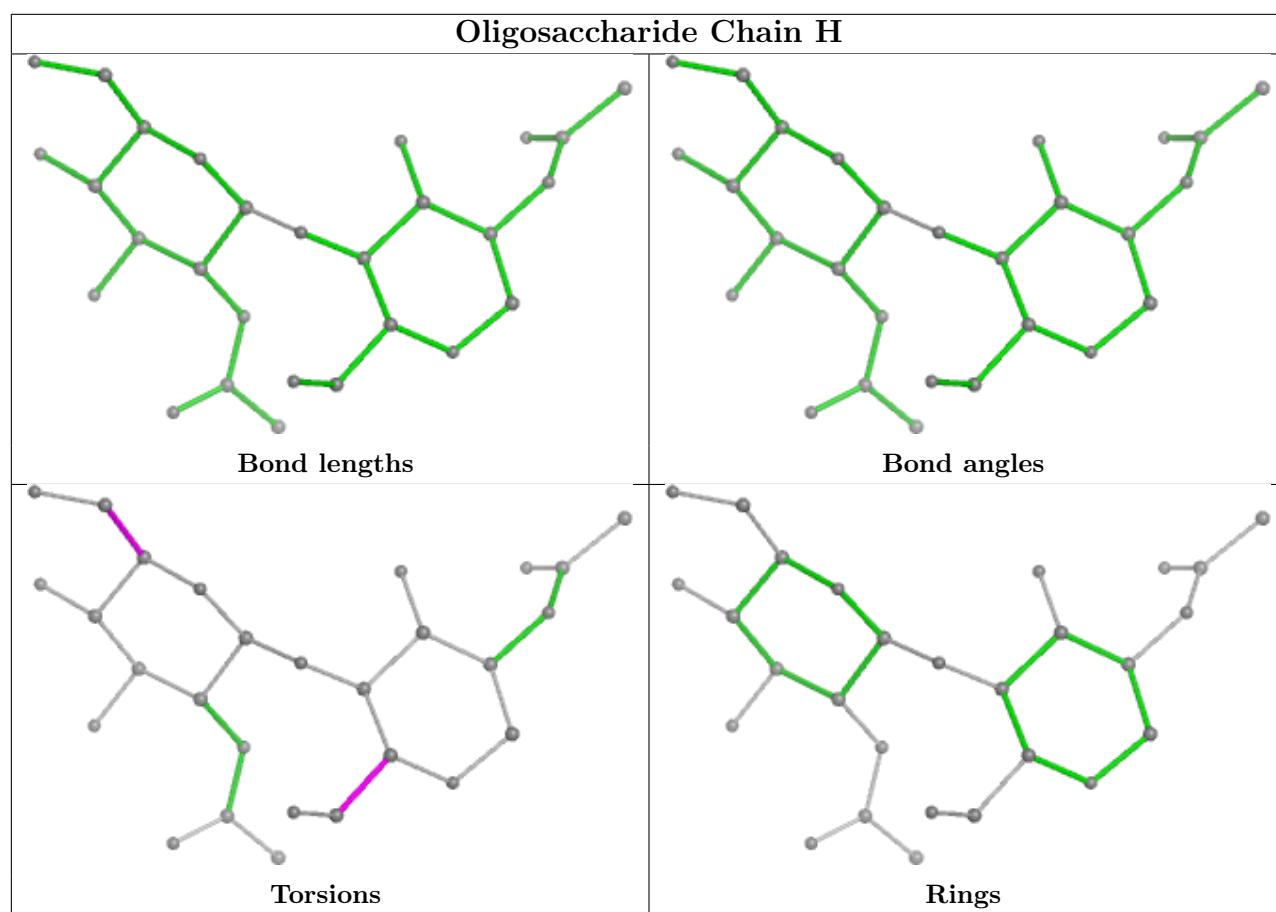 Oligosaccharide Chain H
Bond lengths
Bond angles
Torsions
Rings